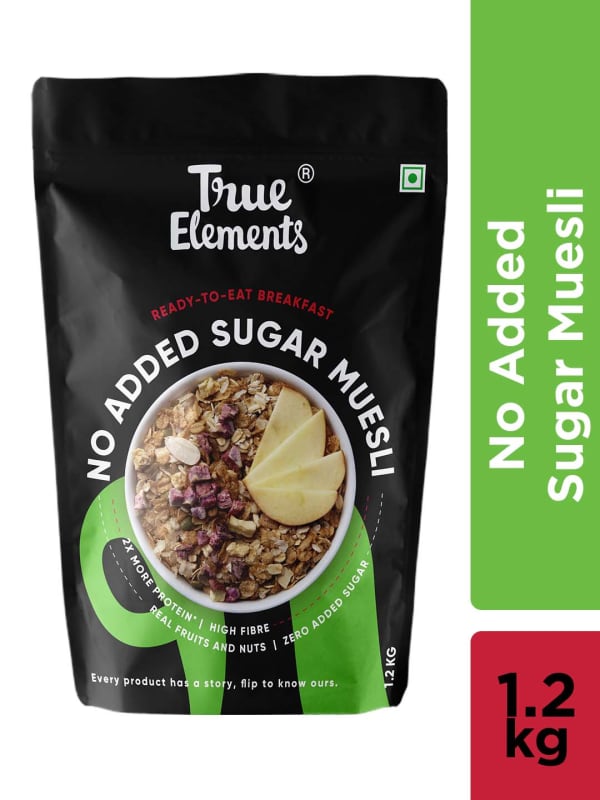 True ®
Elements
READY-TO-EAT BREAKFAST
NO ADDED SUGAR MUESLI
2X MORE PROTEIN* | HIGH FIBRE
REAL FRUITS AND NUTS | ZERO ADDED SUGAR
1.2 KG
Every product has a story, flip to know ours.
No Added
Sugar Muesli
1.2
kg